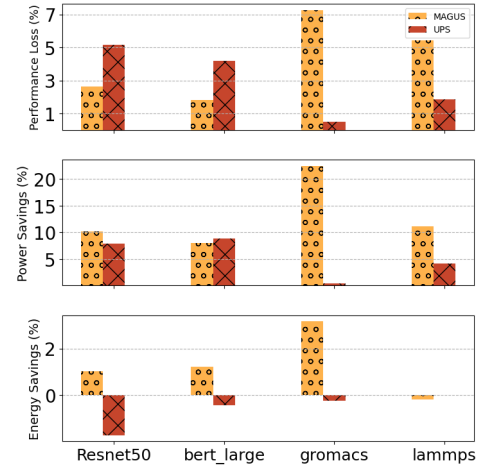 Performance Loss (%)
7
5
3
1
MAGUS
UPS
Power Savings (%)
20
15
10
5
Energy Savings (%)
2
0
Resnet50 bert_large gromacs lammps